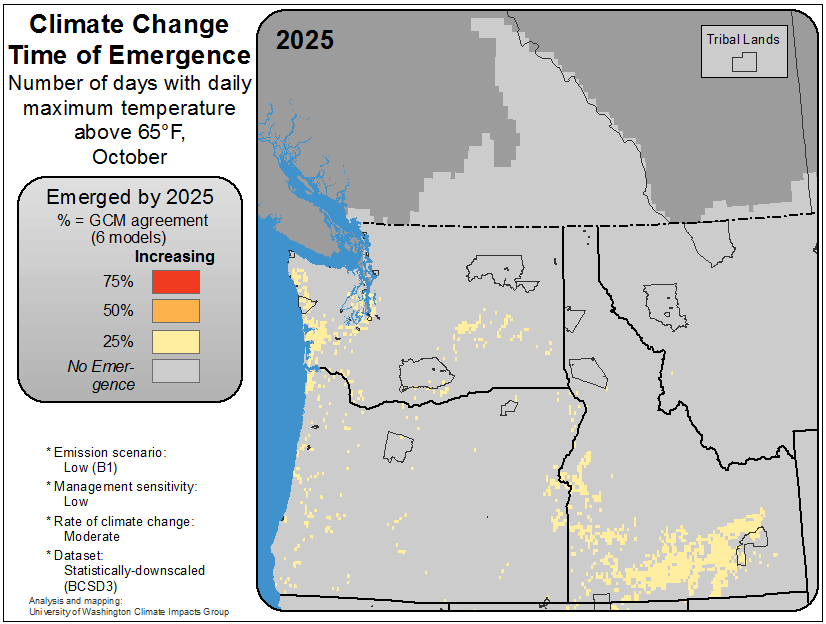 Climate Change
Time of Emergence
Number of days with daily
maximum temperature
above 65°F,
October
Emerged by 2025
% = GCM agreement
(6 models)
Increasing
75%
50%
25%
No Emer-
gence
* Emission scenario:
Low (B1)
* Management sensitivity:
Low
* Rate of climate change:
Moderate
* Dataset:
Statistically-downscaled
(BCSD3)
Analysis and mapping:
University of Washington Climate Impacts Group
2025
Tribal Lands